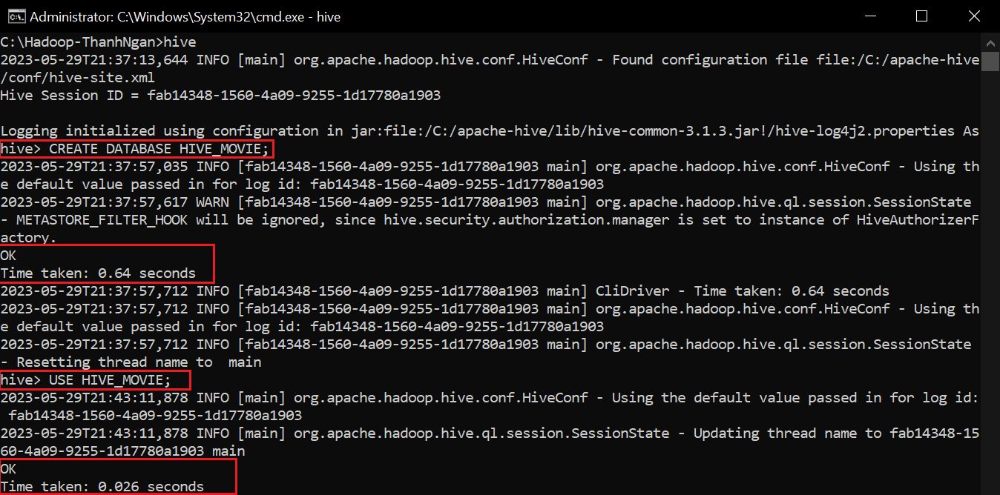 Administrator: C:\Windows\System32\cmd.exe - hive
C:\Hadoop-ThanhNgan>hive
2023-05-29T21:37:13,644 INFO [main] org.apache.hadoop.hive.conf.HiveConf - Found configuration file file:/C:/apache-hive
/conf/hive-site.xml
Hive Session ID = fab14348-1560-4a09-9255-1d17780a1903
Logging initialized using configuration in jar:file:/C:/apache-hive/lib/hive-common-3.1.3.jar!/hive-log4j2.properties As
hive> CREATE DATABASE HIVE_MOVIE;
2023-05-29T21:37:57,035 INFO [fab14348-1560-4a09-9255-1d17780a1903 main] org.apache.hadoop.hive.conf.HiveConf - Using th
e default value passed in for log id: fab14348-1560-4a09-9255-1d17780a1903
2023-05-29T21:37:57,617 WARN [fab14348-1560-4a09-9255-1d17780a1903 main] org.apache.hadoop.hive.ql.session.SessionState
- METASTORE_FILTER_HOOK will be ignored, since hive.security.authorization.manager is set to instance of HiveAuthorizerF
actory.
OK
Time taken: 0.64 seconds
2023-05-29T21:37:57,712 INFO [fab14348-1560-4a09-9255-1d17780a1903 main] CliDriver - Time taken: 0.64 seconds
2023-05-29T21:37:57,712 INFO [fab14348-1560-4a09-9255-1d17780a1903 main] org.apache.hadoop.hive.conf.HiveConf - Using th
e default value passed in for log id: fab14348-1560-4a09-9255-1d17780a1903
2023-05-29T21:37:57,712 INFO [fab14348-1560-4a09-9255-1d17780a1903 main] org.apache.hadoop.hive.ql.session.SessionState
- Resetting thread name to  main
hive> USE HIVE_MOVIE;
2023-05-29T21:43:11,878 INFO [main] org.apache.hadoop.hive.conf.HiveConf - Using the default value passed in for log id:
 fab14348-1560-4a09-9255-1d17780a1903
2023-05-29T21:43:11,878 INFO [main] org.apache.hadoop.hive.ql.session.SessionState - Updating thread name to fab14348-15
60-4a09-9255-1d17780a1903 main
OK
Time taken: 0.026 seconds